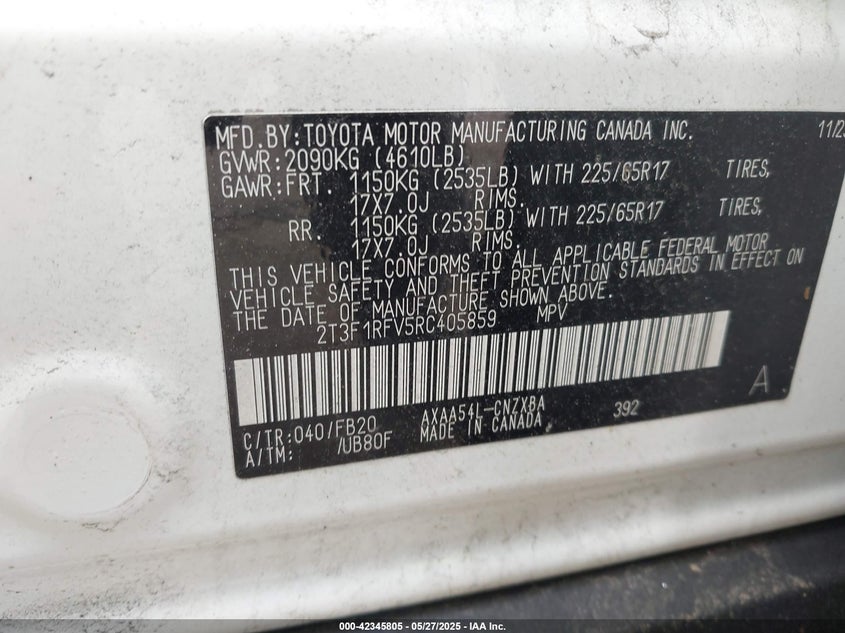 MFD.BY:TOYOTA MOTOR MANUFACTURING CANADA INC. 11/23
GVWR:2090KG (4610LB)
GAWR:FRT. 1150KG (2535LB) WITH 225/65R17 TIRES,
17X7.0J RIMS.
RR. 1150KG (2535LB) WITH 225/65R17 TIRES,
17X7.0J RIMS.
THIS VEHICLE CONFORMS TO ALL APPLICABLE FEDERAL MOTOR
VEHICLE SAFETY AND THEFT PREVENTION STANDARDS IN EFFECT ON
THE DATE OF MANUFACTURE SHOWN ABOVE.
2T3F1RFV5RC405859 MPV
A
C/TR:040/FB20 AXAA54L-CNZXBA 392
A/TM: /UB80F MADE IN CANADA
000-42345805 - 05/27/2025 - IAA Inc.